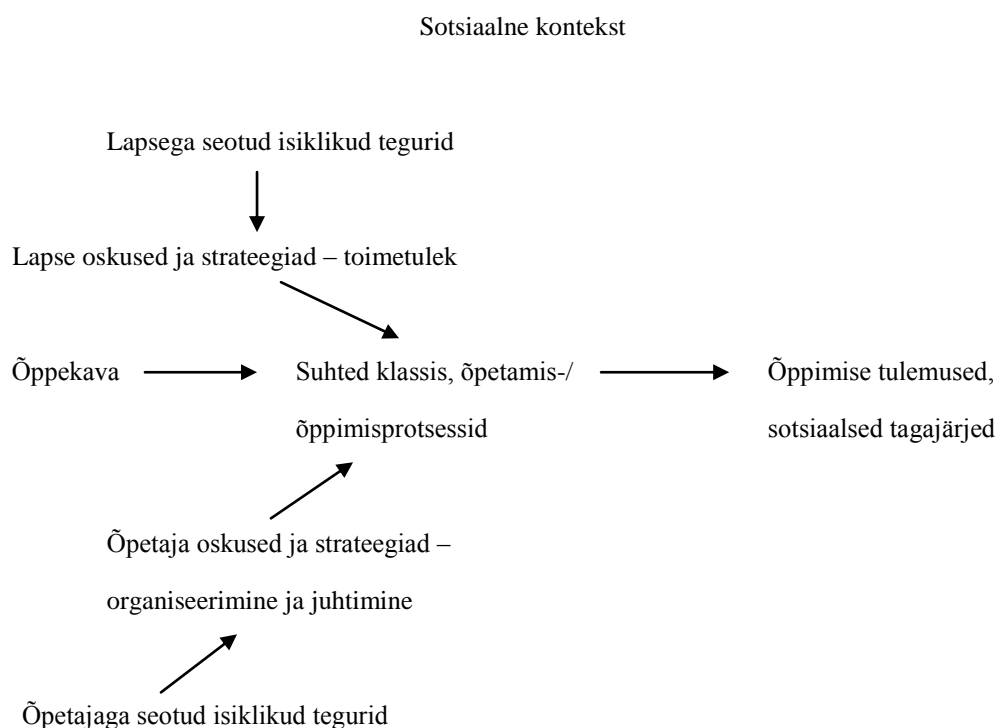 Sotsiaalne kontekst
Lapsega seotud isiklikud tegurid
Lapse oskused ja strateegiad – toimetulek
Õppekava
Suhted klassis, õpetamis-/
õppimisprotsessid
Õppimise tulemused,
sotsiaalsed tagajärjed
Õpetaja oskused ja strateegiad –
organiseerimine ja juhtimine
Õpetajaga seotud isiklikud tegurid